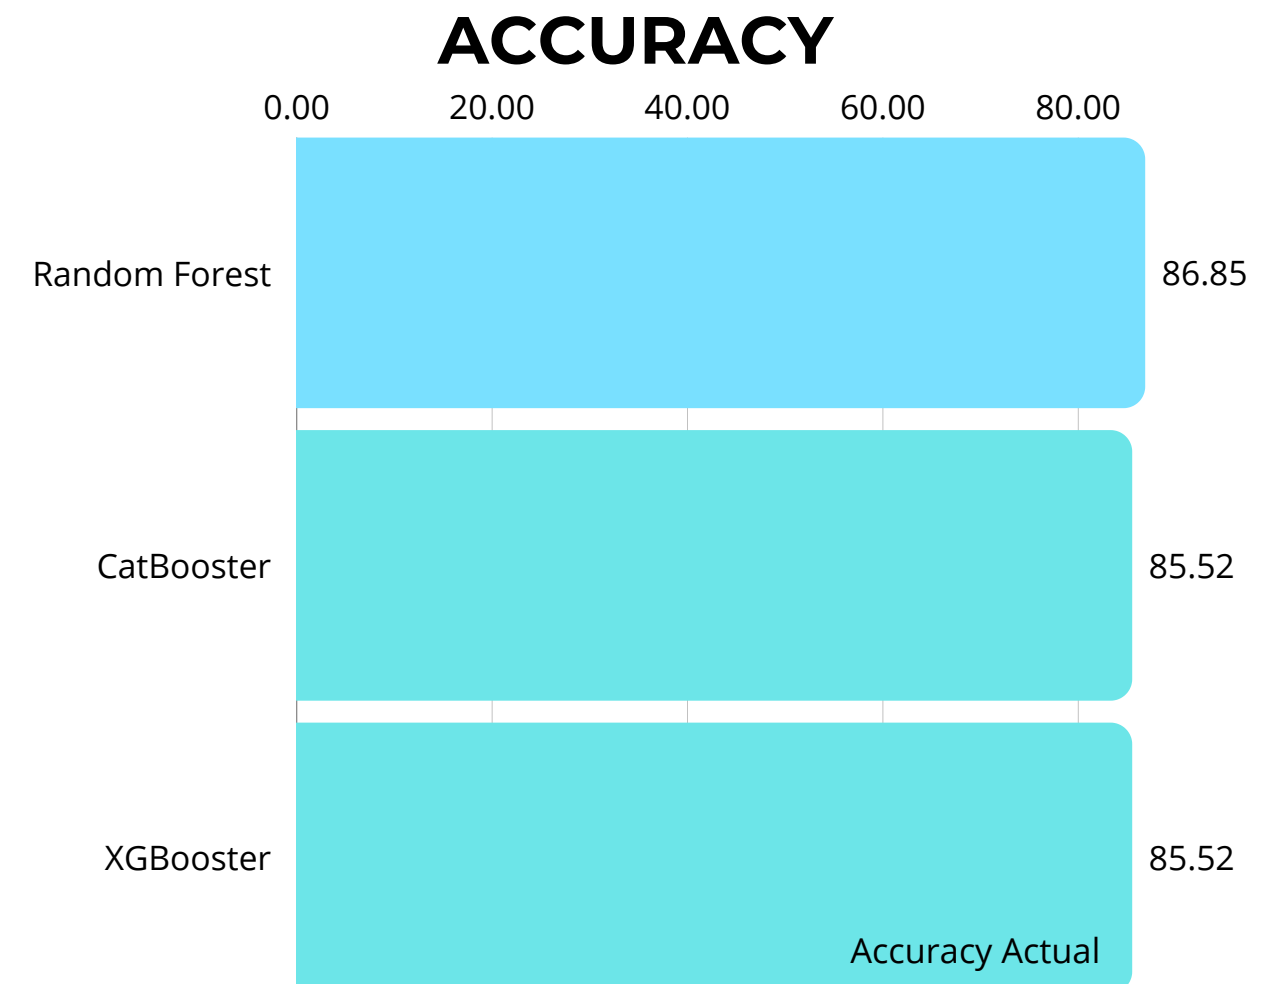 ACCURACY
0.00 20.00 40.00 60.00 80.00
Random Forest 86.85
CatBooster 85.52
XGBooster 85.52
Accuracy Actual